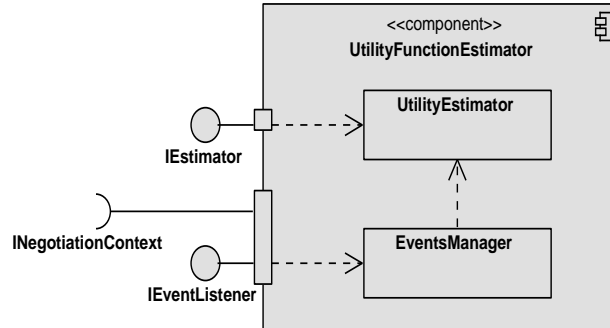 <<component>>
UtilityFunctionEstimator
UtilityEstimator
IEstimator
INegotiationContext
EventsManager
IEventListener